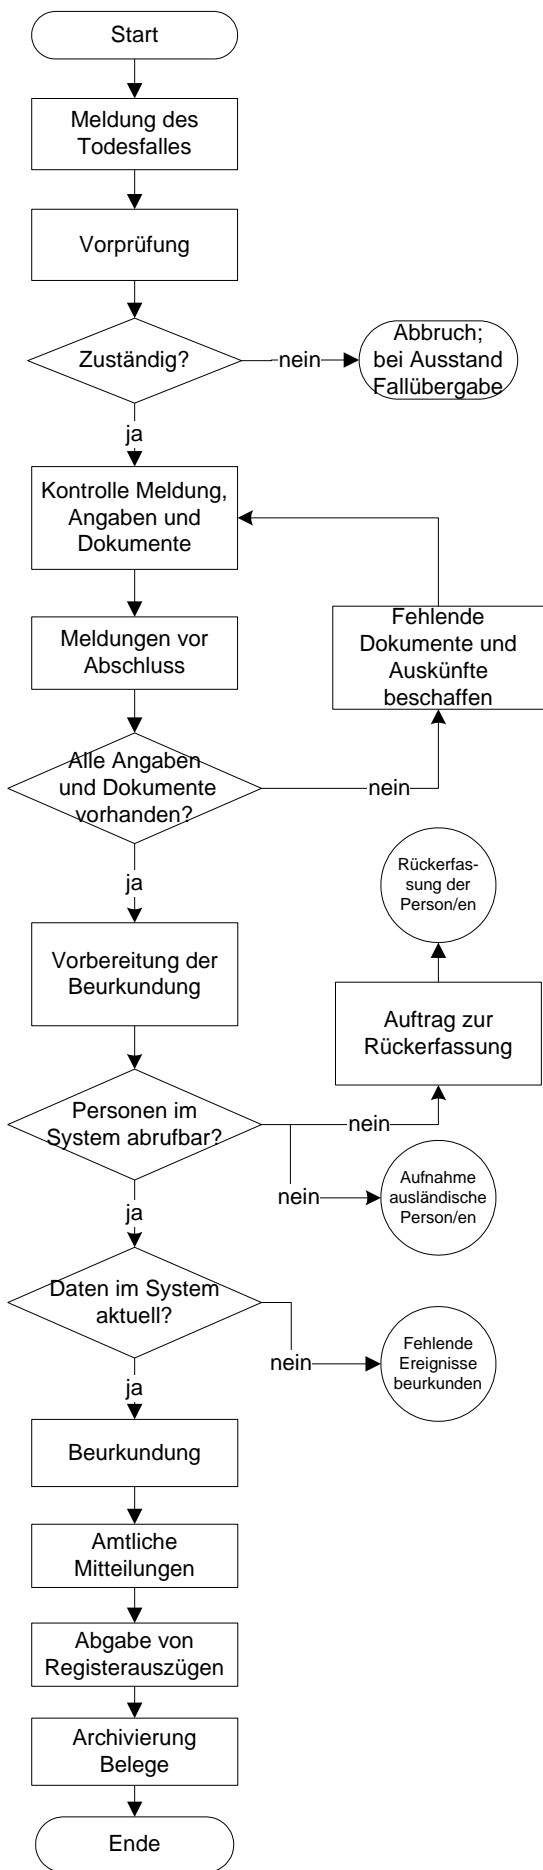 Start
Meldung des
Todesfalles
Vorprüfung
Zuständig?
nein
Abbruch;
bei Ausstand
Fallübergabe
ja
Kontrolle Meldung,
Angaben und
Dokumente
Meldungen vor
Abschluss
Fehlende
Dokumente und
Auskünfte
beschaffen
Alle Angaben
und Dokumente
vorhanden?
nein
ja
Rückerfas-
sung der
Person/en
Vorbereitung der
Beurkundung
Auftrag zur
Rückerfassung
Personen im
System abrufbar?
nein
nein
Aufnahme
ausländische
Person/en
ja
Daten im System
aktuell?
nein
Fehlende
Ereignisse
beurkunden
ja
Beurkundung
Amtliche
Mitteilungen
Abgabe von
Registerauszügen
Archivierung
Belege
Ende